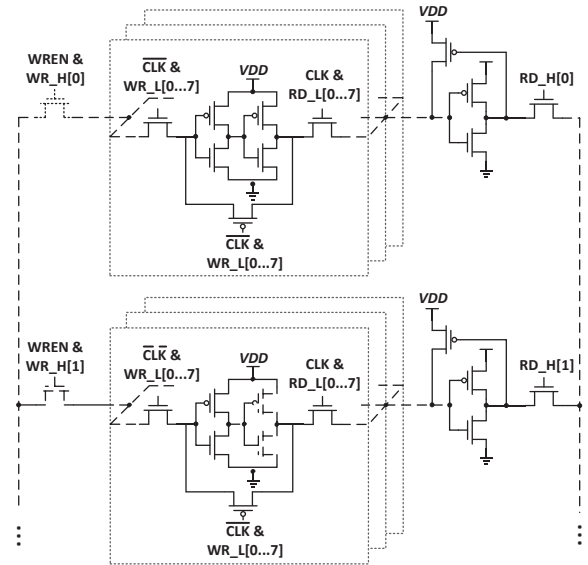 VDD
WREN &
WR_H[0]
CLK &
WR_L[0...7]
VDD
CLK &
RD_L[0...7]
RD_H[0]
CLK &
WR_L[0...7]
VDD
WREN &
WR_H[1]
CLK &
WR_L[0...7]
VDD
CLK &
RD_L[0...7]
RD_H[1]
CLK &
WR_L[0...7]